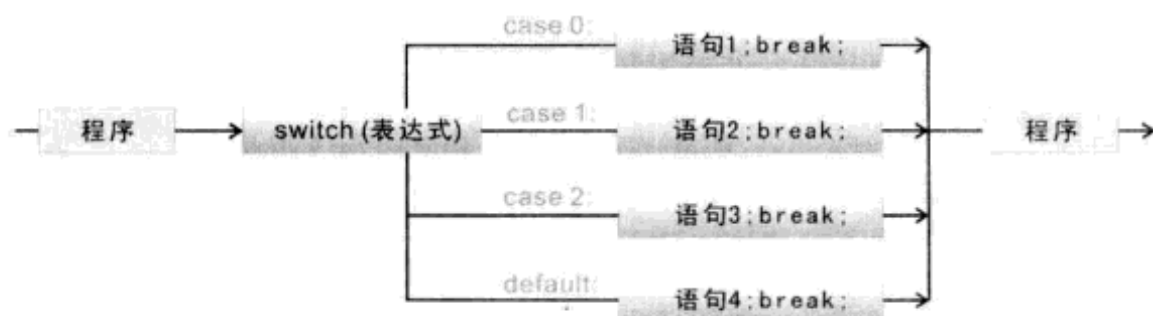 case 0:
语句1;break;
程序
switch (表达式)
case 1:
语句2;break;
程序
case 2:
语句3;break;
default:
语句4;break;